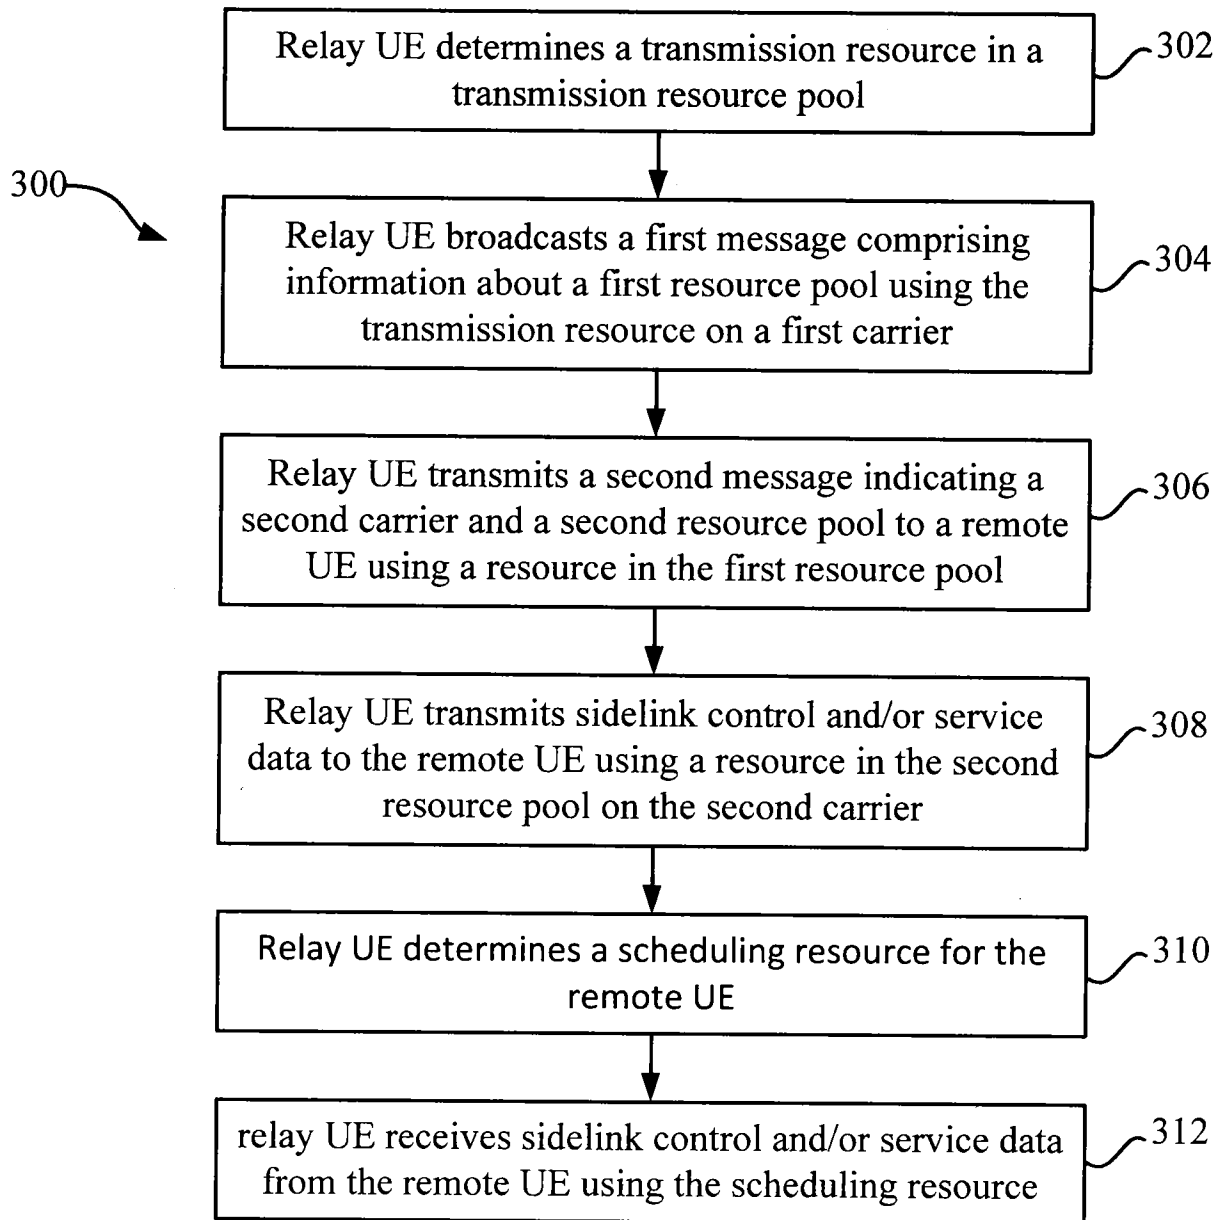 Relay UE determines a transmission resource in a
transmission resource pool
302
300
Relay UE broadcasts a first message comprising
information about a first resource pool using the
transmission resource on a first carrier
304
Relay UE transmits a second message indicating a
second carrier and a second resource pool to a remote
UE using a resource in the first resource pool
306
Relay UE transmits sidelink control and/or service
data to the remote UE using a resource in the second
resource pool on the second carrier
308
Relay UE determines a scheduling resource for the
remote UE
310
relay UE receives sidelink control and/or service data
from the remote UE using the scheduling resource
312